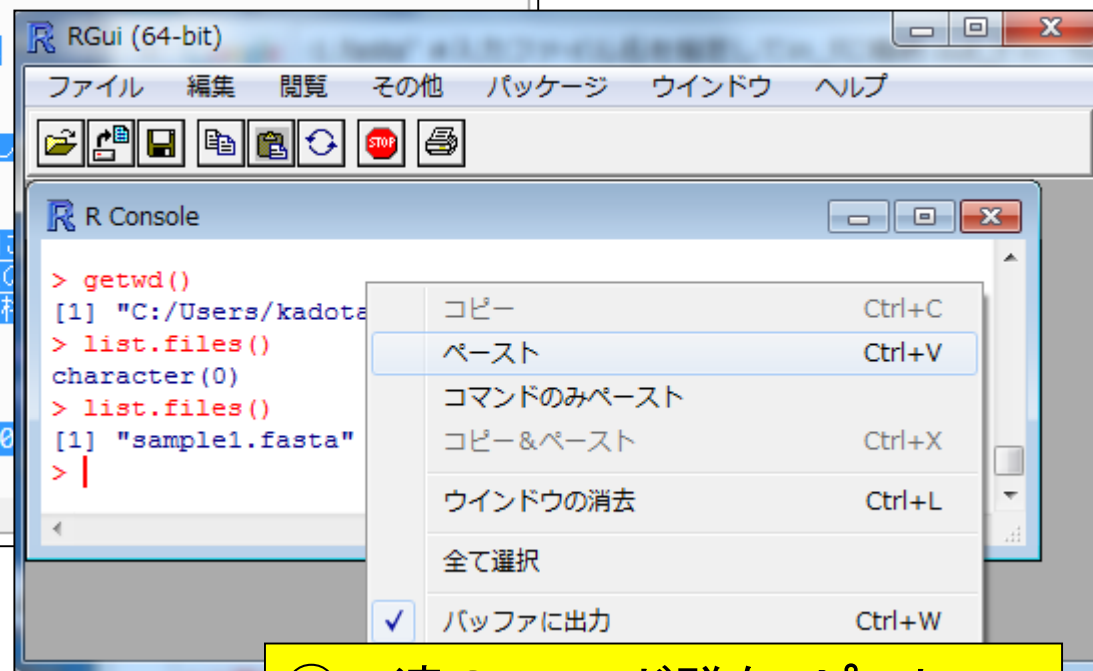 RGui (64-bit)
ファイル 編集 閲覧 その他 パッケージ ウインドウ ヘルプ
STOP
R Console
> getwd()
[1] "C:/Users/kadota
> list.files()
character(0)
> list.files()
[1] "sample1.fasta"
>
コピー Ctrl+C
ペースト Ctrl+V
コマンドのみペースト
コピー&ペースト Ctrl+X
ウインドウの消去 Ctrl+L
全て選択
✓ バッファに出力 Ctrl+W